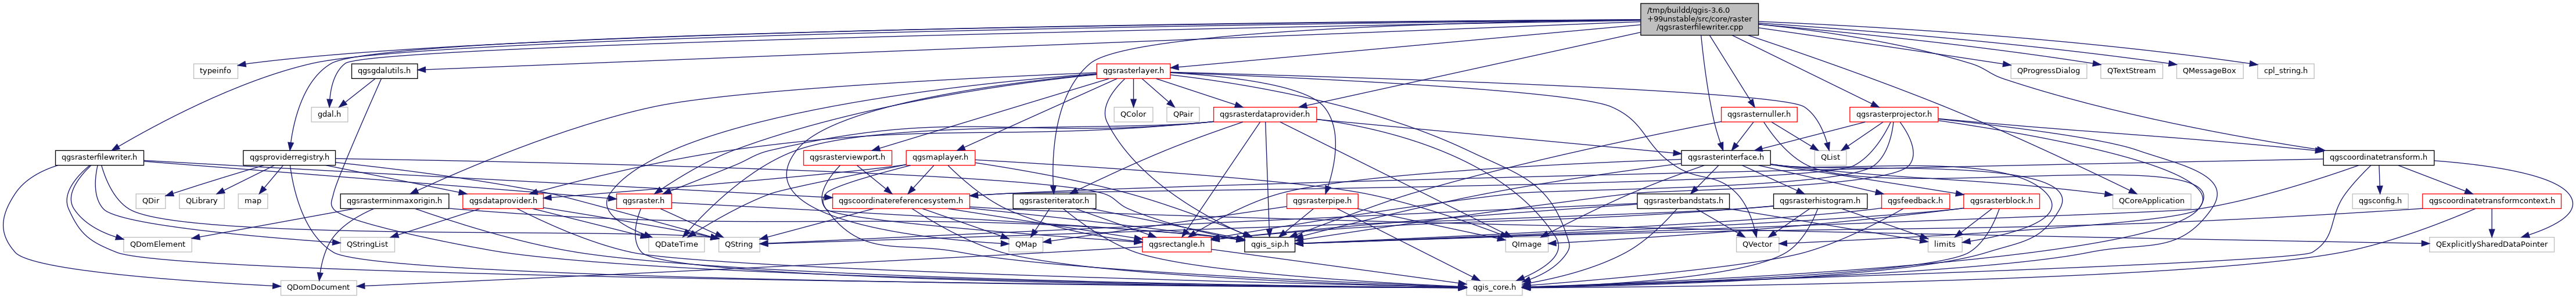 /tmp/buildd/qgis-3.6.0
+99unstable/src/core/raster
/qgsrasterfilewriter.cpp
typeinfo
qgsgdalutils.h
qgsrasterlayer.h
QProgressDialog
QTextStream
QMessageBox
cpl_string.h
gdal.h
QColor
QPair
qgsrasterdataprovider.h
qgsrasternuller.h
qgsrasterprojector.h
qgsrasterfilewriter.h
qgsproviderregistry.h
qgsrasterviewport.h
qgsmaplayer.h
qgsrasterinterface.h
QList
qgscoordinatetransform.h
QDir
QLibrary
map
qgsrasterminmaxorigin.h
qgsdataprovider.h
qgsraster.h
qgscoordinatereferencesystem.h
qgsrasteriterator.h
qgsrasterpipe.h
qgsrasterbandstats.h
qgsrasterhistogram.h
qgsfeedback.h
qgsrasterblock.h
QCoreApplication
qgsconfig.h
qgscoordinatetransformcontext.h
QDomElement
QStringList
QDateTime
QString
QMap
qgsrectangle.h
qgis_sip.h
QImage
QVector
limits
QExplicitlySharedDataPointer
QDomDocument
qgis_core.h